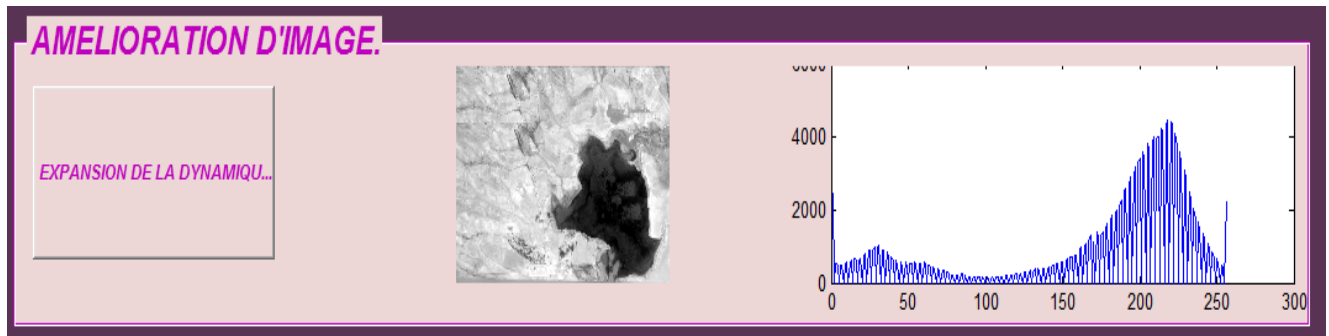 AMELIORATION D'IMAGE.
EXPANSION DE LA DYNAMIQU...
4000
2000
0
0 50 100 150 200 250 300